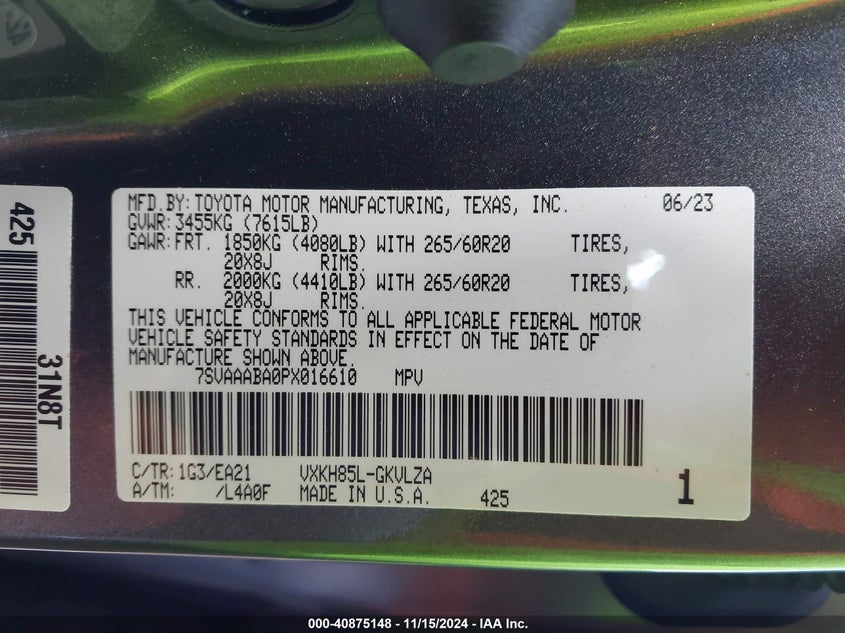 MFD.BY:TOYOTA MOTOR MANUFACTURING, TEXAS, INC. 06/23
GVWR:3455KG (7615LB)
GAWR:FRT. 1850KG (4080LB) WITH 265/60R20 TIRES,
20X8J RIMS.
RR. 2000KG (4410LB) WITH 265/60R20 TIRES,
20X8J RIMS.
THIS VEHICLE CONFORMS TO ALL APPLICABLE FEDERAL MOTOR
VEHICLE SAFETY STANDARDS IN EFFECT ON THE DATE OF
MANUFACTURE SHOWN ABOVE.
7SVAAABA0PX016610 MPV
C/TR:1G3/EA21 VXKH85L-GKVLZA
A/TM: /L4A0F MADE IN U.S.A. 425 1
425
31N8T
000-40875148 - 11/15/2024 - IAA Inc.